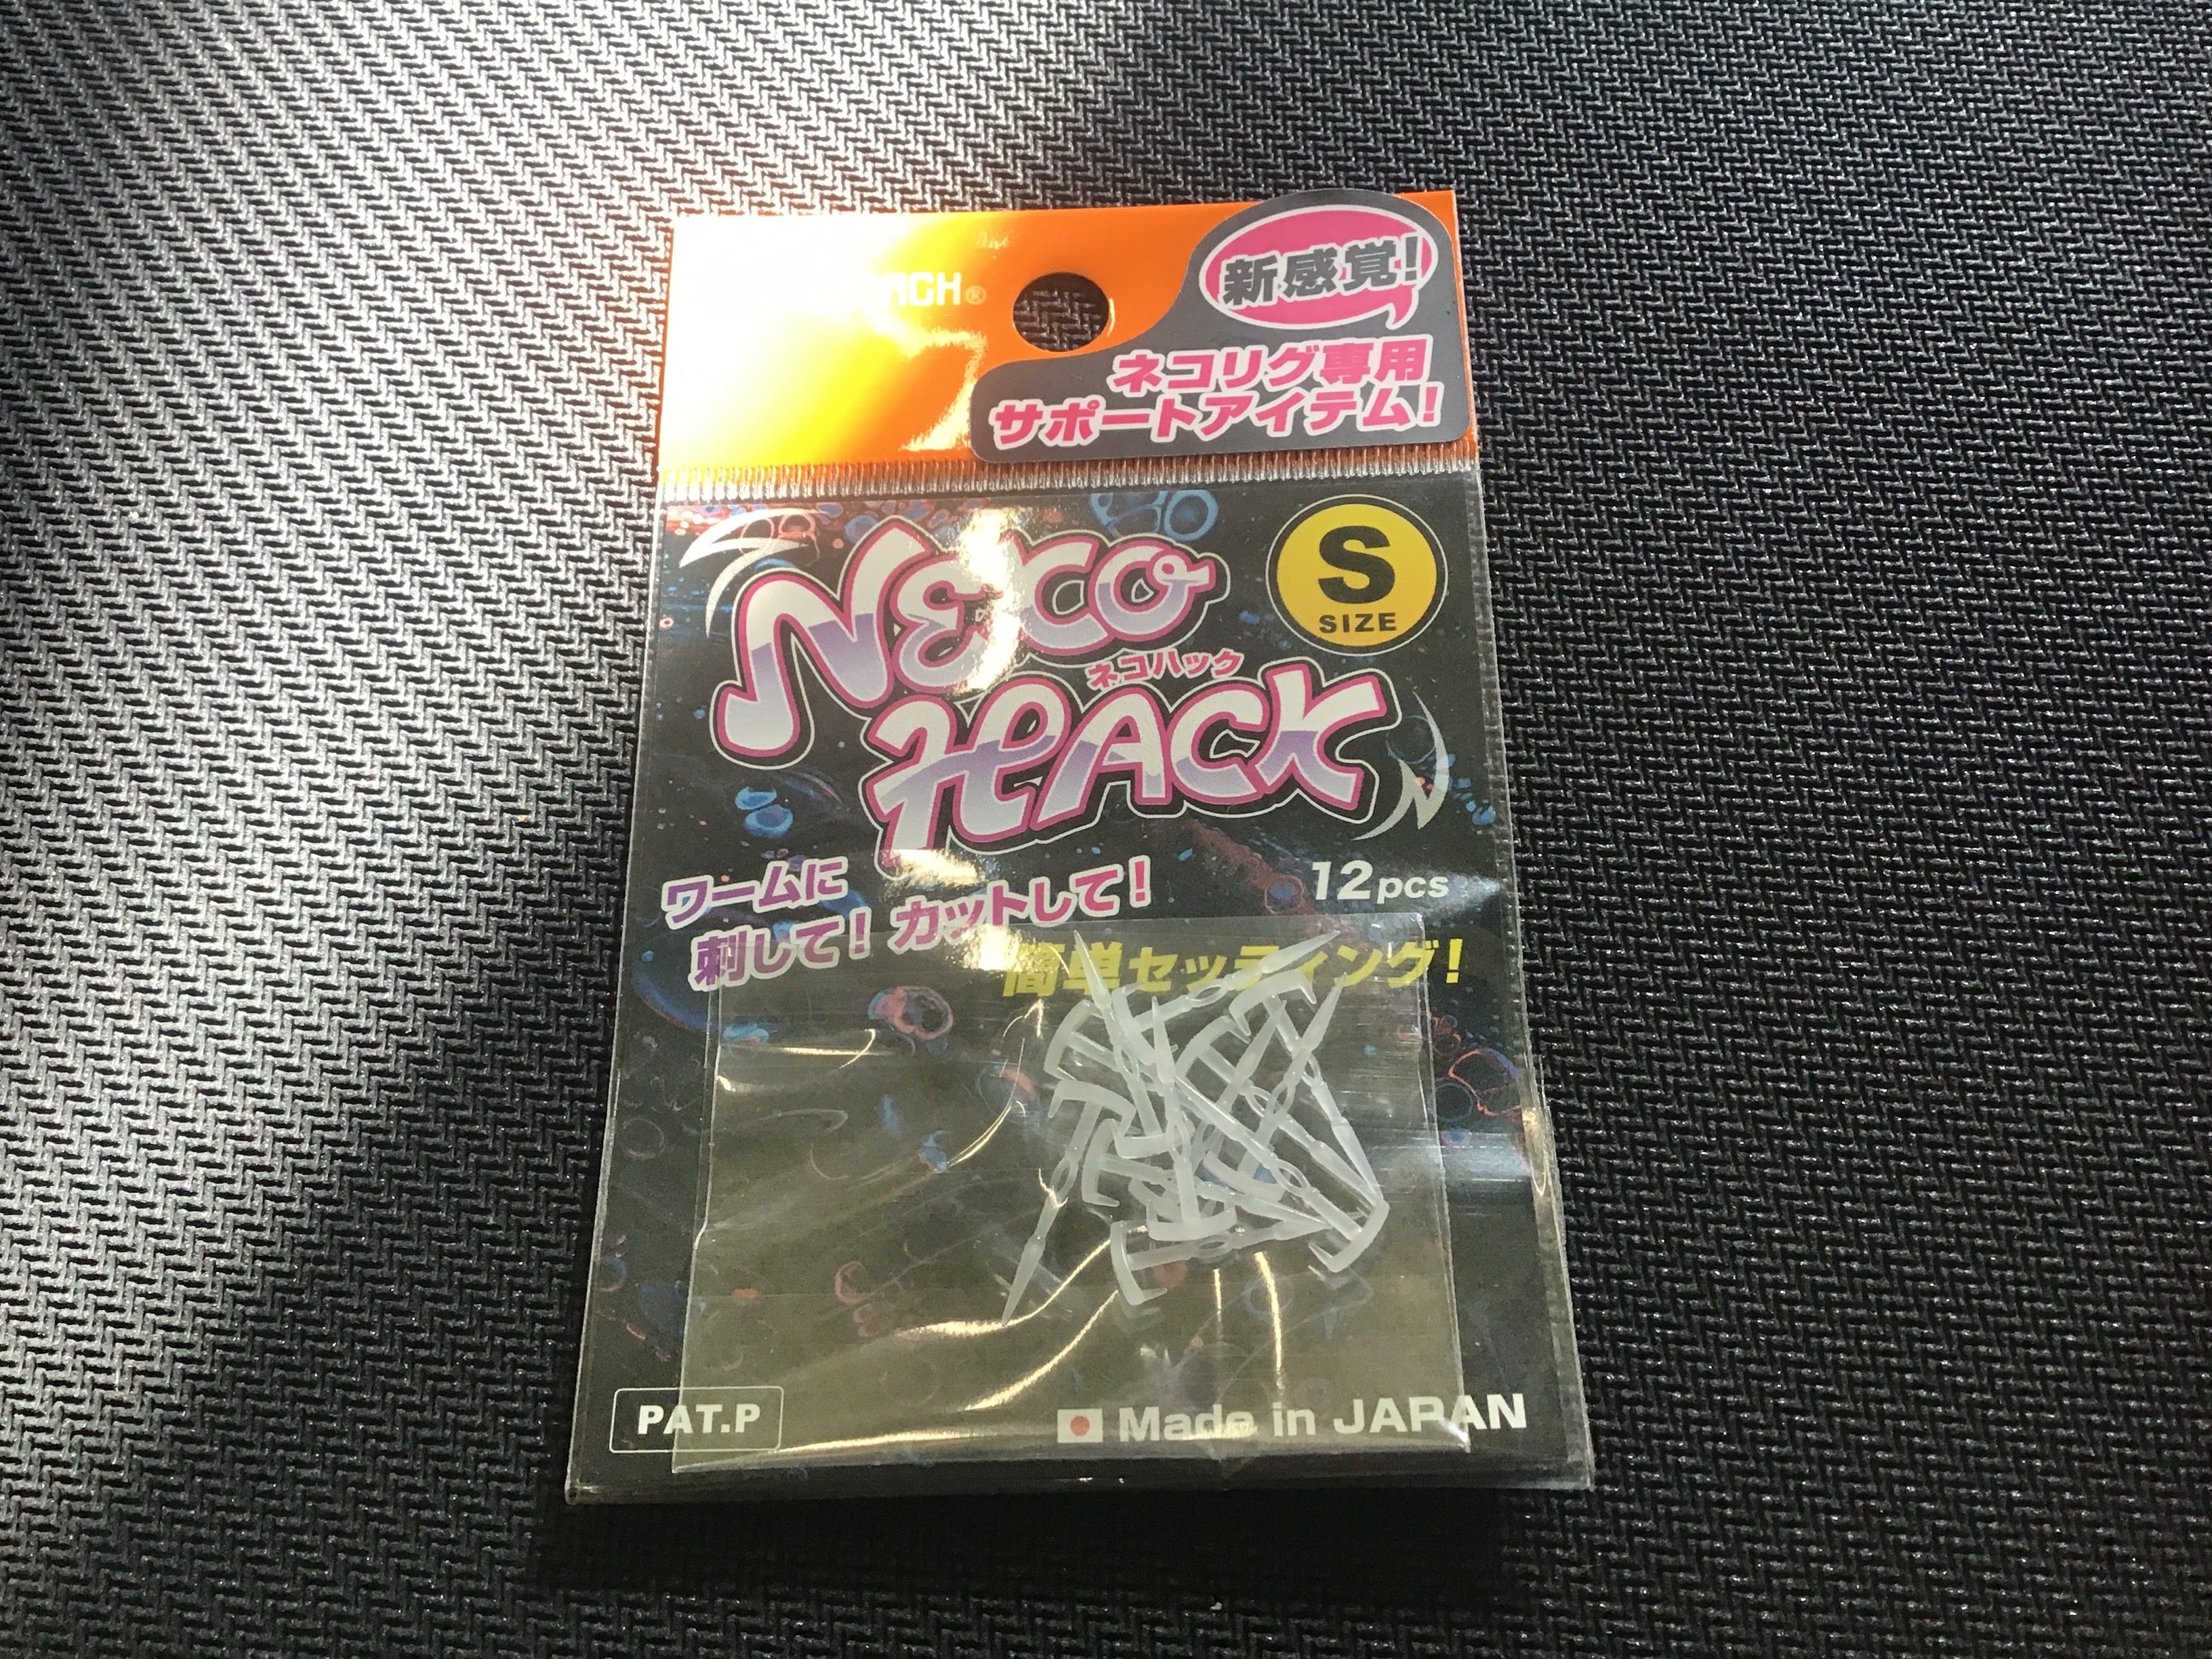 新感覚!
ネコリグ専用
サポートアイテム!
NECO
ネコハック
HACK
S
SIZE
ワームに
刺して! カットして!
12pcs
簡単セッティング!
PAT.P
Made in JAPAN